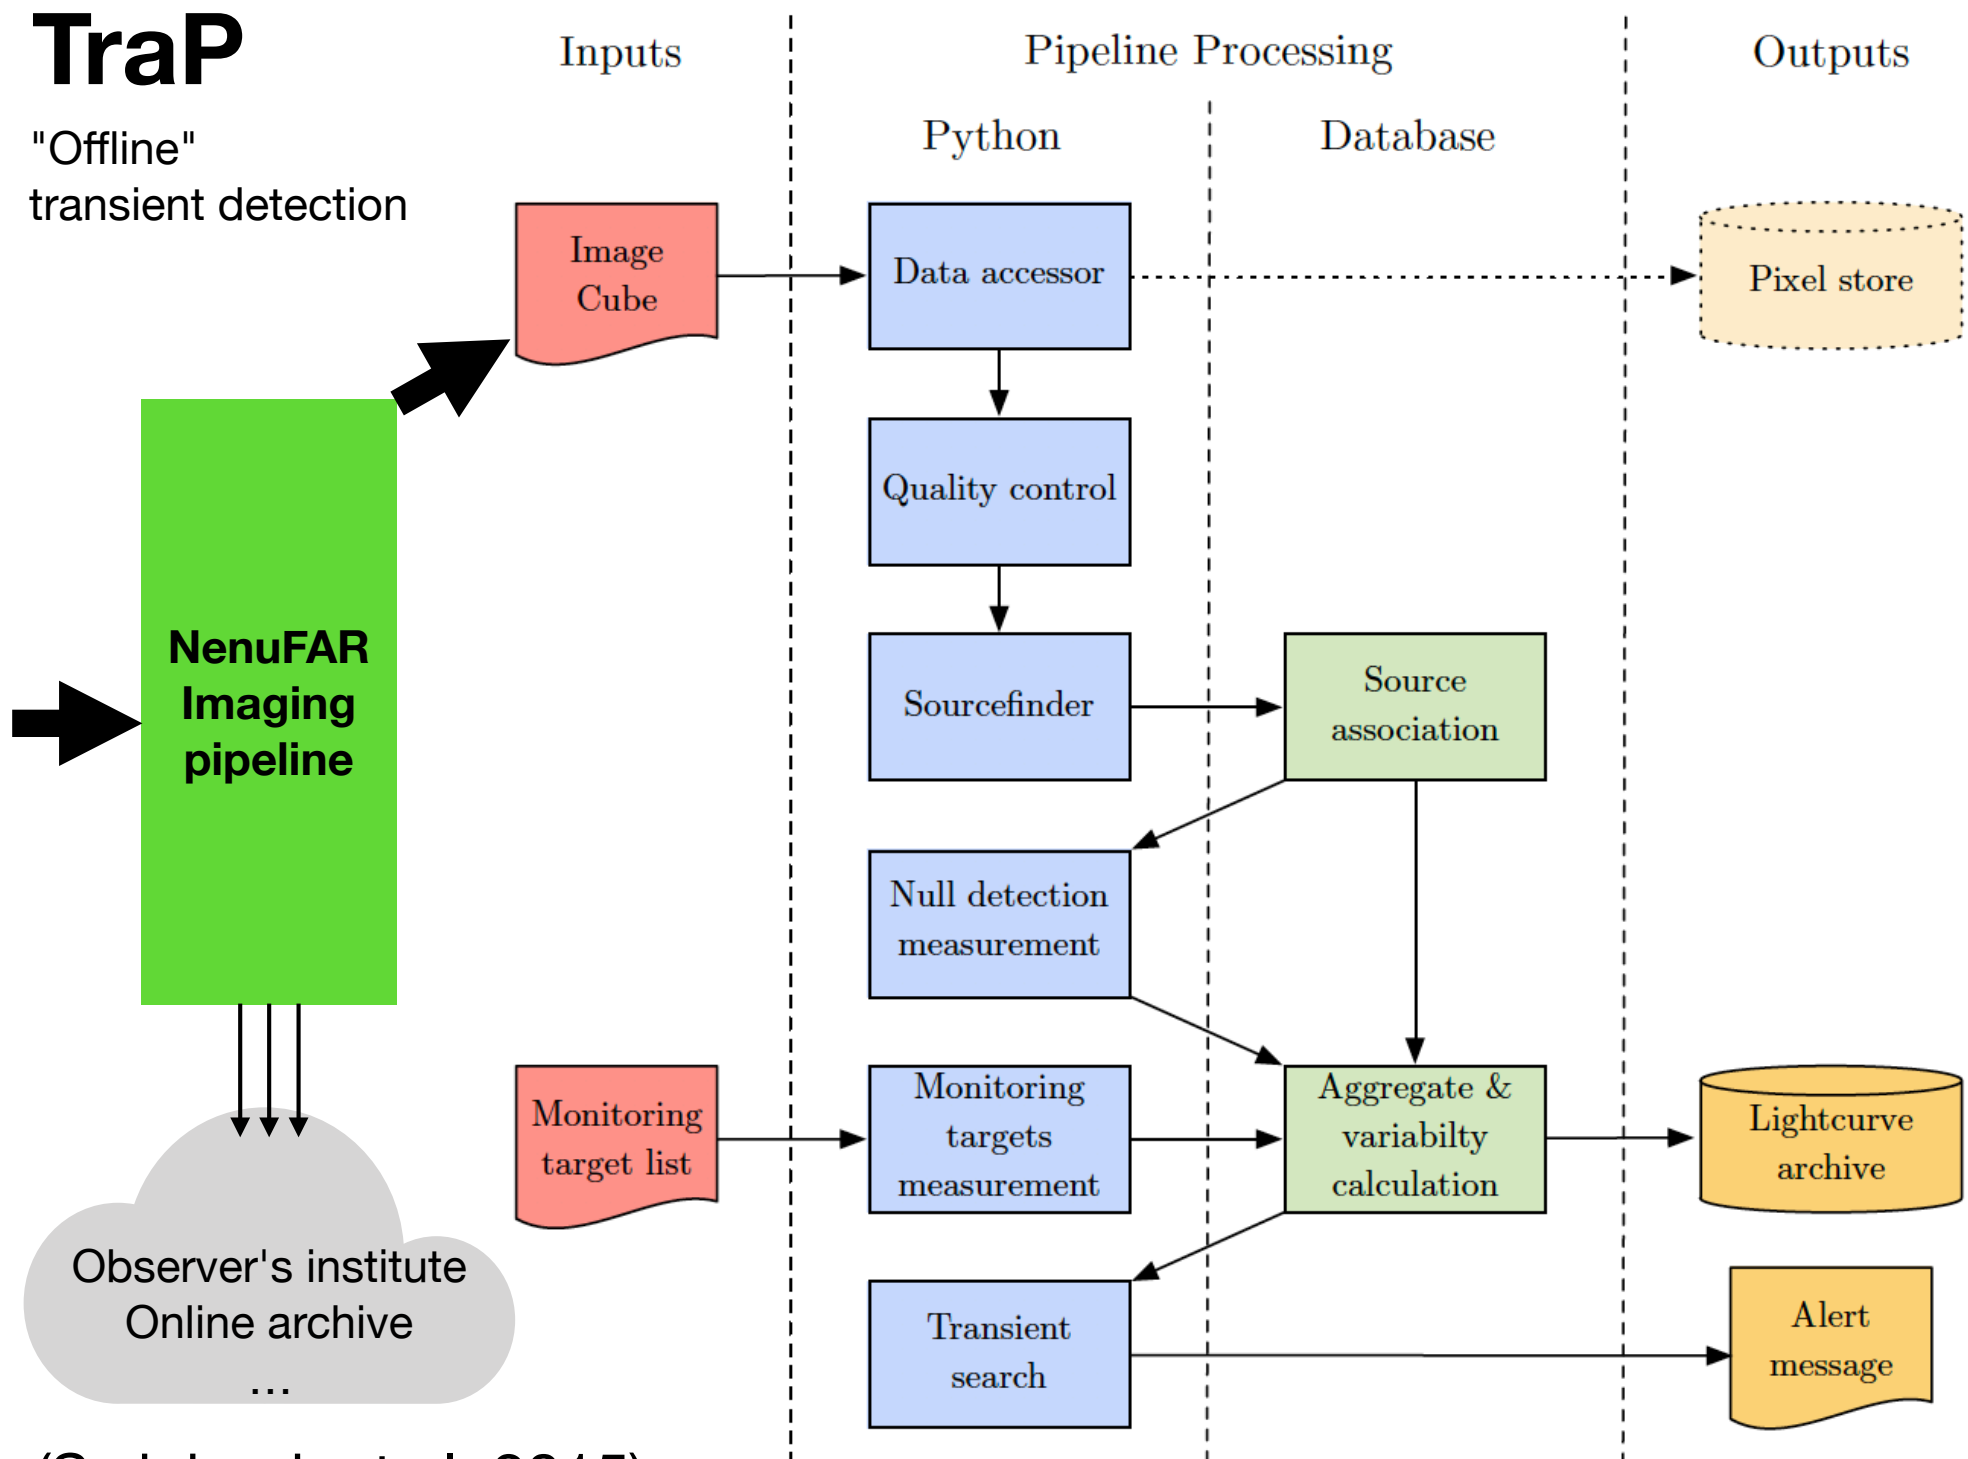 TraP
"Offline"
transient detection
Inputs
Pipeline Processing
Outputs
Python
Database
Image
Cube
Data accessor
Pixel store
Quality control
NenuFAR
Imaging
pipeline
Sourcefinder
Source
association
Null detection
measurement
Monitoring
target list
Monitoring
targets
measurement
Aggregate &
variabilty
calculation
Lightcurve
archive
Observer's institute
Online archive
...
Transient
search
Alert
message